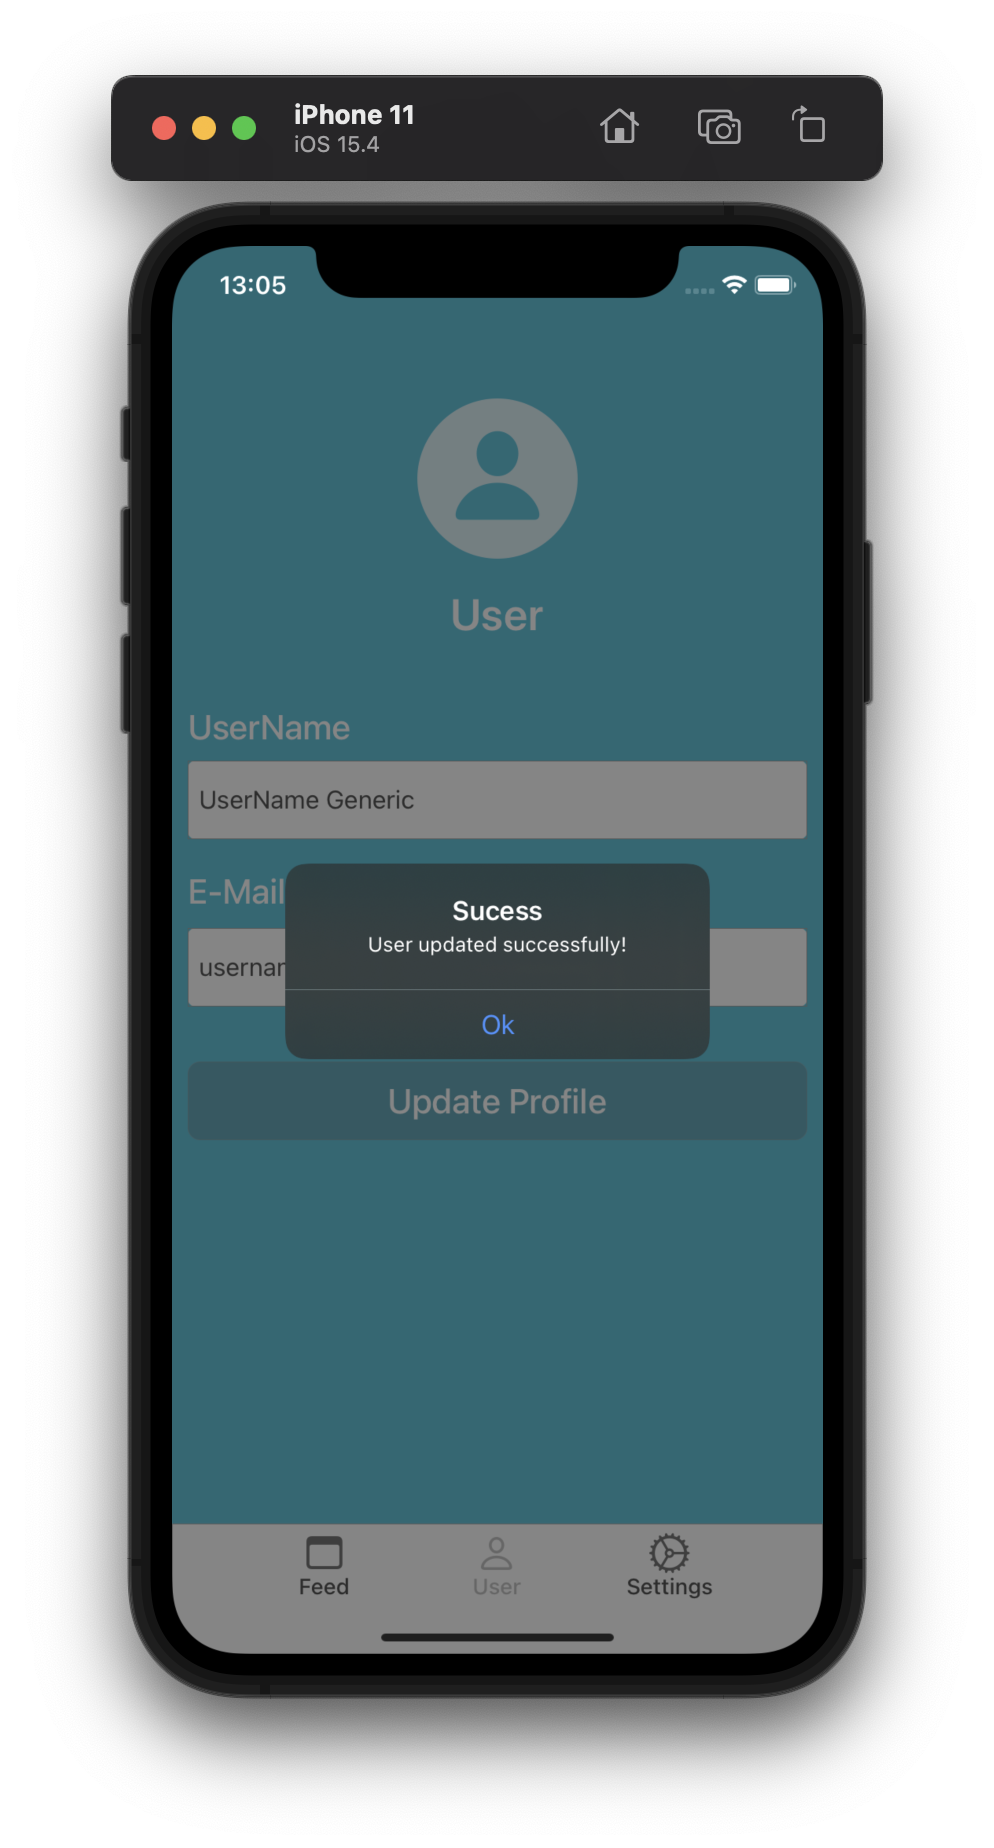 iPhone 11
iOS 15.4
13:05
User
UserName
UserName Generic
E-Mail
Sucess
User updated successfully!
Ok
Update Profile
Feed
User
Settings